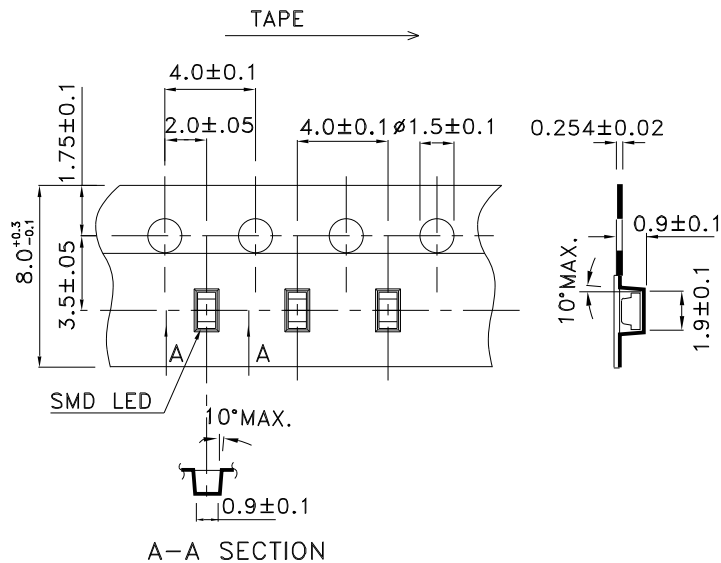 TAPE
4.0±0.1
2.0±.05
4.0±0.1
ø1.5±0.1
0.254±0.02
1.75±0.1
8.0+0.3-0.1
3.5±.05
0.9±0.1
10°MAX.
1.9±0.1
A
A
SMD LED
10°MAX.
0.9±0.1
A-A SECTION